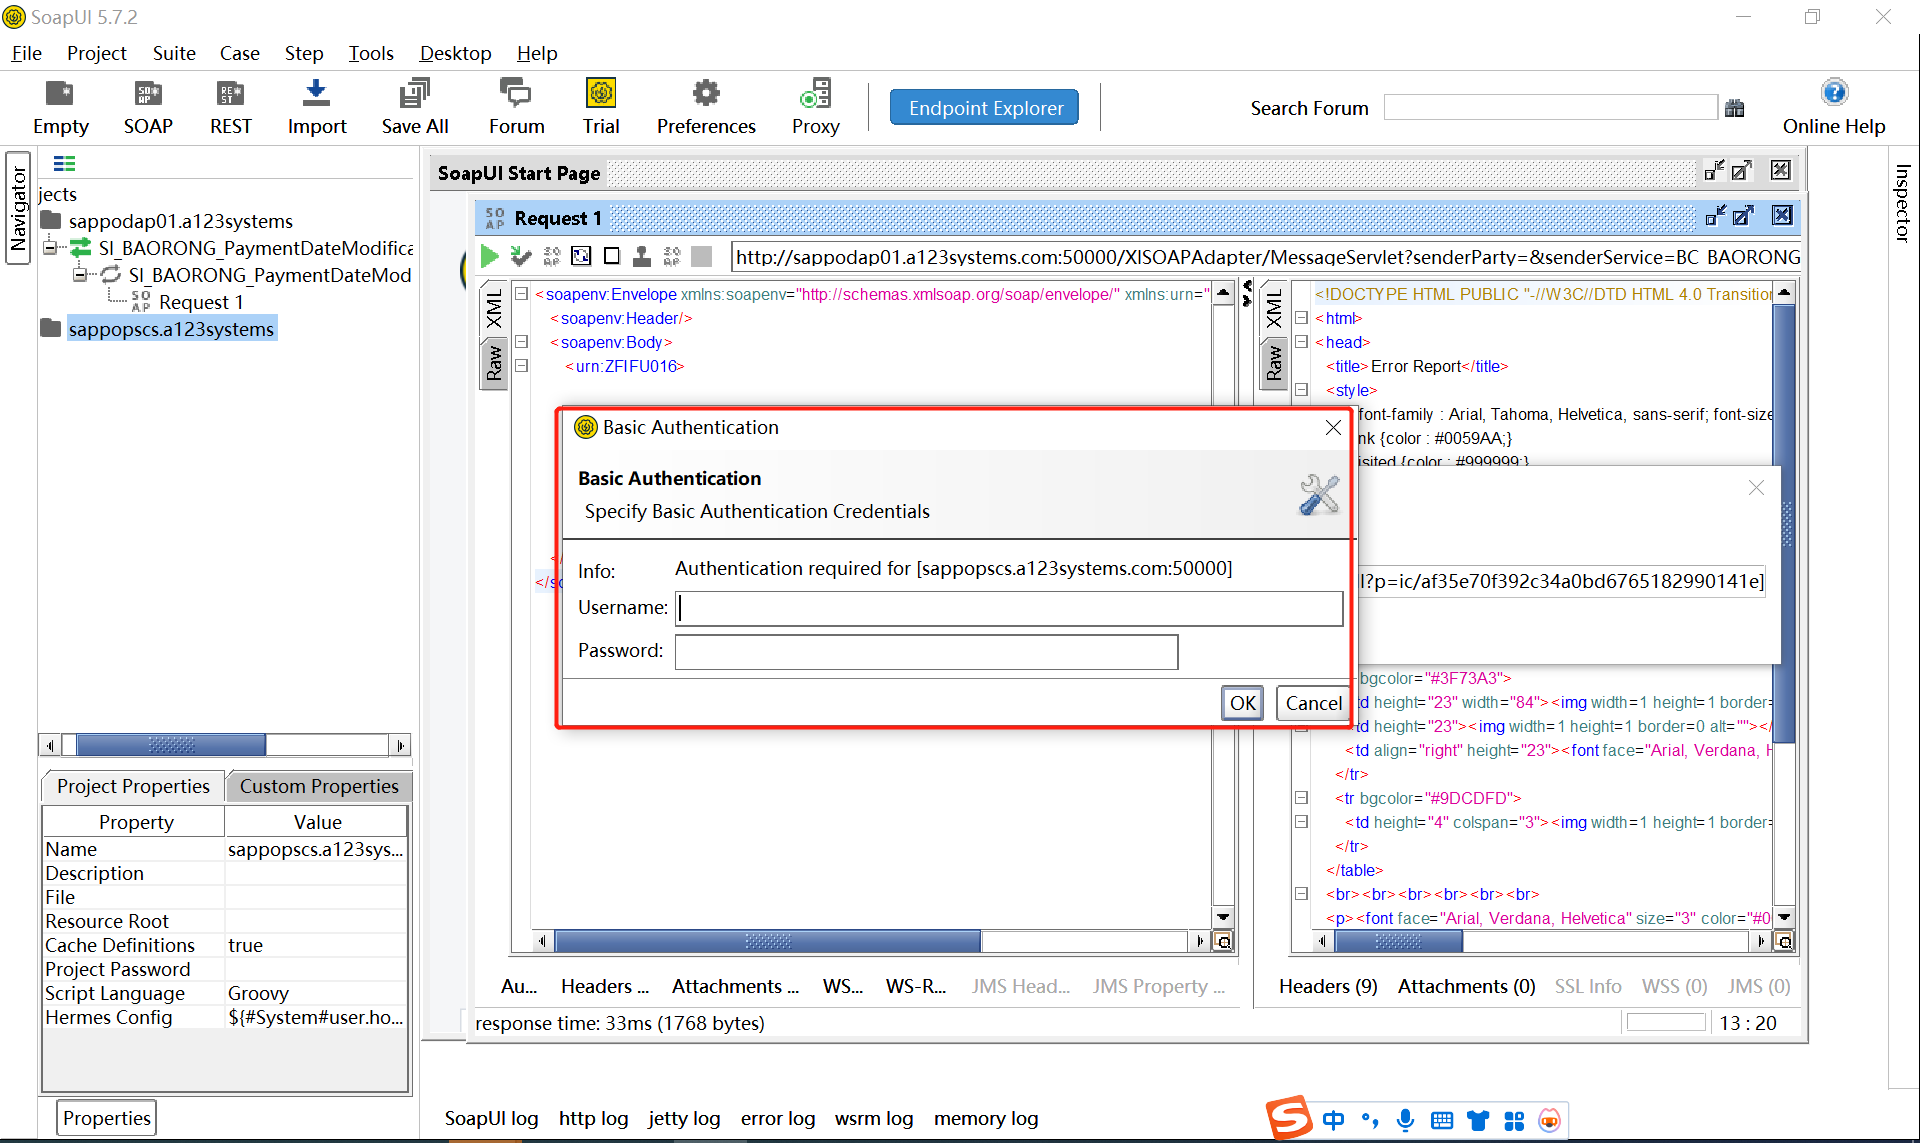 SoapUI 5.7.2
File Project Suite Case Step Tools Desktop Help
Empty SOAP REST Import Save All Forum Trial Preferences Proxy Endpoint Explorer Search Forum Online Help
Navigator
Inspector
jects
sappodap01.a123systems
SI_BAORONG_PaymentDateModifica
SI_BAORONG_PaymentDateMod
Request 1
sappopscs.a123systems
SoapUI Start Page
Request 1
http://sappodap01.a123systems.com:50000/XISOAPAdapter/MessageServlet?senderParty=&senderService=BC_BAORONG
XML
Raw
<soapenv:Envelope xmlns:soapenv="http://schemas.xmlsoap.org/soap/envelope/" xmlns:urn="
<soapenv:Header/>
<soapenv:Body>
<urn:ZFIFU016>
XML
Raw
<!DOCTYPE HTML PUBLIC "-//W3C//DTD HTML 4.0 Transition
<html>
<head>
<title>Error Report</title>
<style>
font-family : Arial, Tahoma, Helvetica, sans-serif; font-size
nk {color : #0059AA;}
isited {color : #999999;}
Basic Authentication
Basic Authentication
Specify Basic Authentication Credentials
Info: Authentication required for [sappopscs.a123systems.com:50000]
Username:
Password:
OK Cancel
l?p=ic/af35e70f392c34a0bd6765182990141e]
bgcolor="#3F73A3">
td height="23" width="84"><img width=1 height=1 border=
td height="23"><img width=1 height=1 border=0 alt=""></
<td align="right" height="23"><font face="Arial, Verdana, H
</tr>
<tr bgcolor="#9DCDFD">
<td height="4" colspan="3"><img width=1 height=1 border=
</tr>
</table>
<br><br><br><br><br><br>
<p><font face="Arial, Verdana, Helvetica" size="3" color="#0
Project Properties Custom Properties
Property Value
Name sappopscs.a123sys...
Description
File
Resource Root
Cache Definitions true
Project Password
Script Language Groovy
Hermes Config ${#System#user.ho...
Au... Headers ... Attachments ... WS... WS-R... JMS Head... JMS Property ...
Headers (9) Attachments (0) SSL Info WSS (0) JMS (0)
response time: 33ms (1768 bytes)
13 : 20
Properties
SoapUI log http log jetty log error log wsrm log memory log
中